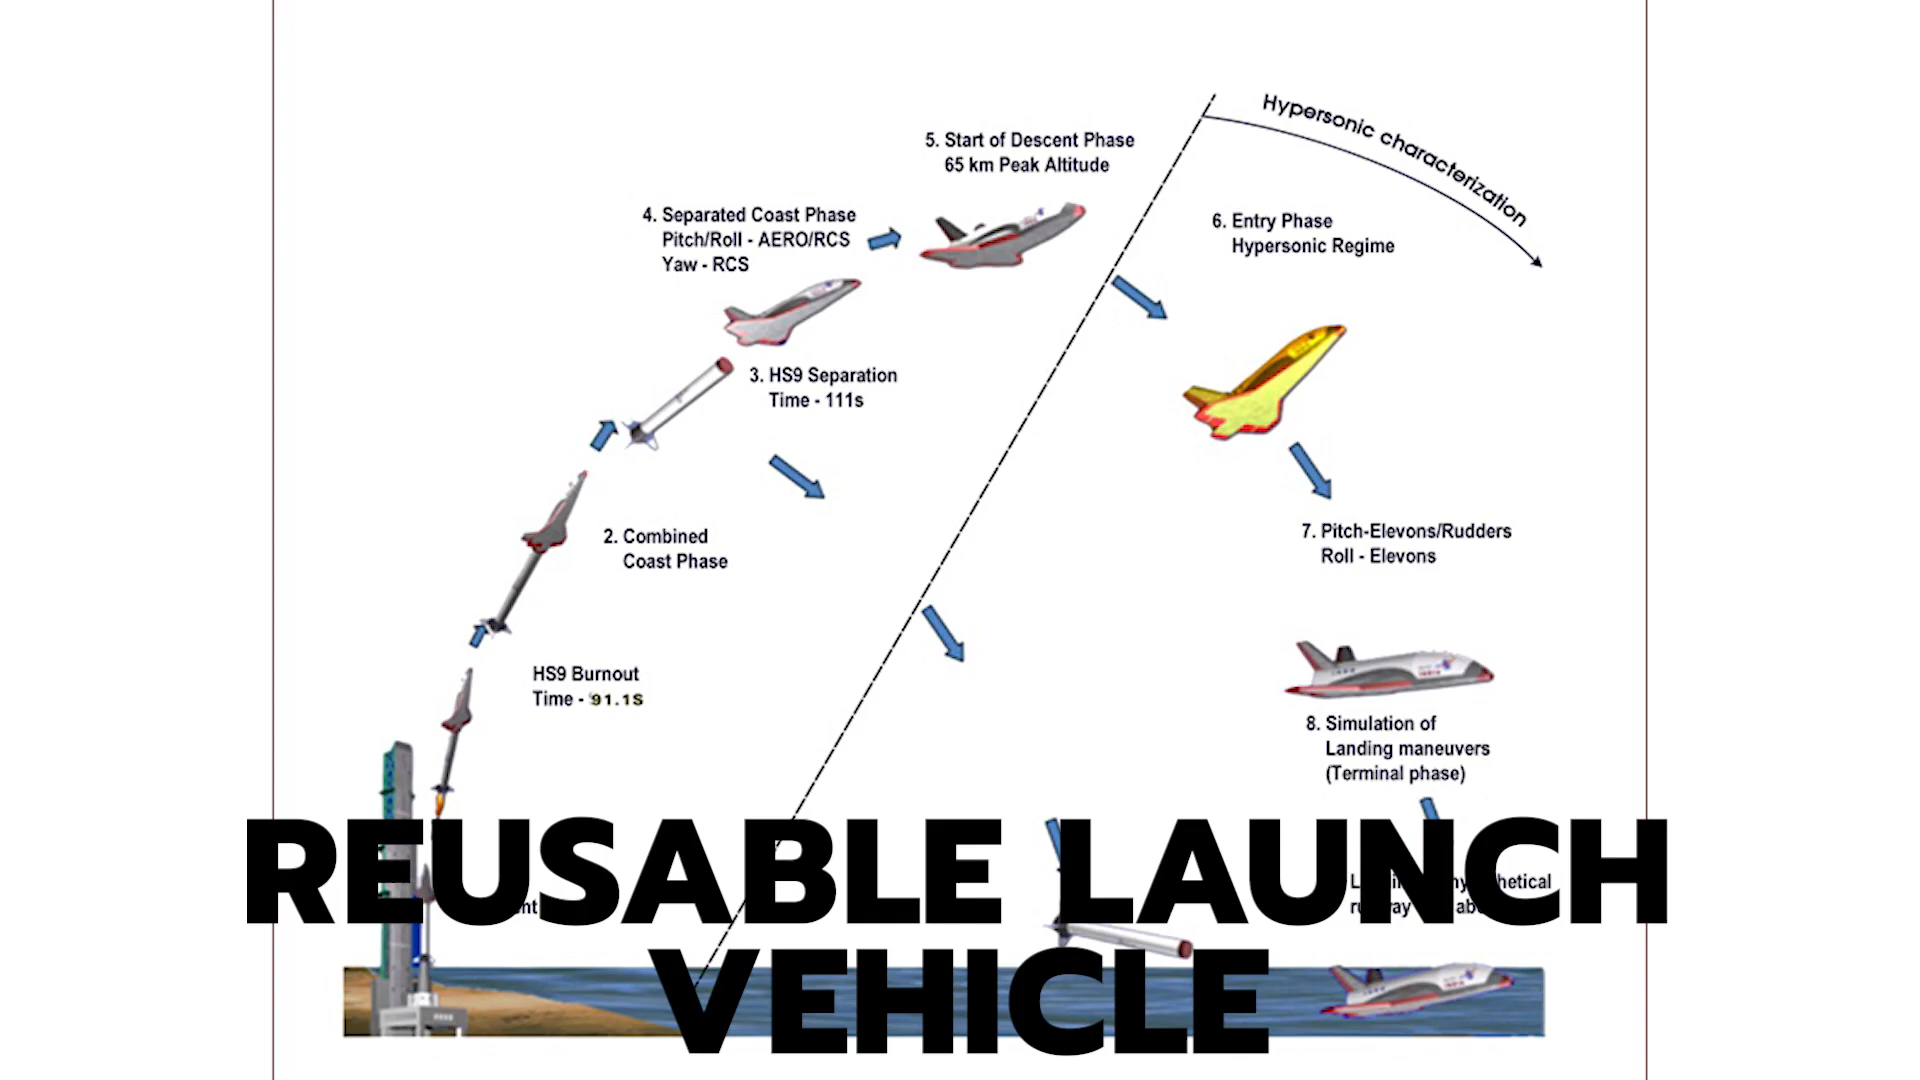 Hypersonic characterization
5. Start of Descent Phase
65 km Peak Altitude
4. Separated Coast Phase
Pitch/Roll - AERO/RCS
Yaw - RCS
6. Entry Phase
Hypersonic Regime
3. HS9 Separation
Time - 111s
2. Combined
Coast Phase
7. Pitch-Elevons/Rudders
Roll - Elevons
HS9 Burnout
Time - 91.1S
8. Simulation of
Landing maneuvers
(Terminal phase)
REUSABLE LAUNCH
VEHICLE